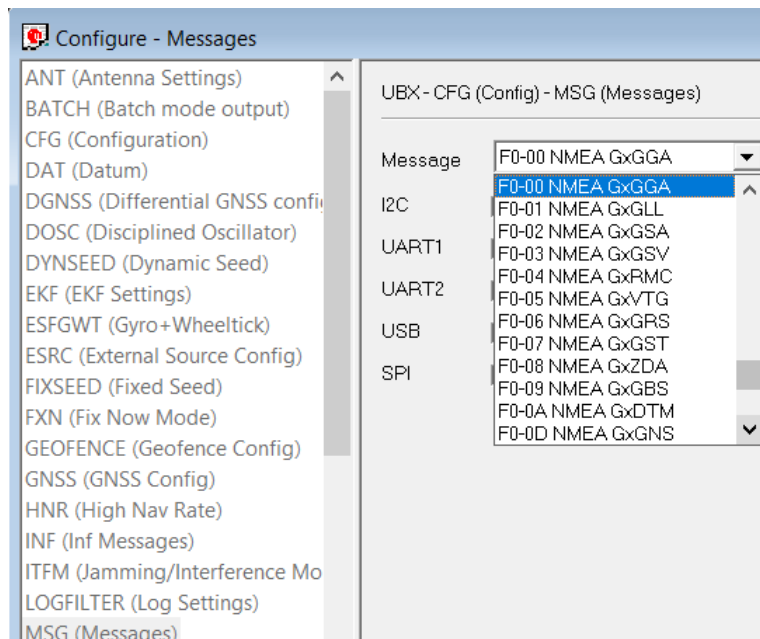 Configure - Messages
ANT (Antenna Settings)
BATCH (Batch mode output)
CFG (Configuration)
DAT (Datum)
DGNSS (Differential GNSS config
DOSC (Disciplined Oscillator)
DYNSEED (Dynamic Seed)
EKF (EKF Settings)
ESFGWT (Gyro+Wheeltick)
ESRC (External Source Config)
FIXSEED (Fixed Seed)
FXN (Fix Now Mode)
GEOFENCE (Geofence Config)
GNSS (GNSS Config)
HNR (High Nav Rate)
INF (Inf Messages)
ITFM (Jamming/Interference Mo
LOGFILTER (Log Settings)
MSG (Messages)
UBX - CFG (Config) - MSG (Messages)
Message
F0-00 NMEA GxGGA
I2C
UART1
UART2
USB
SPI
F0-00 NMEA GxGGA
F0-01 NMEA GxGLL
F0-02 NMEA GxGSA
F0-03 NMEA GxGSV
F0-04 NMEA GxRMC
F0-05 NMEA GxVTG
F0-06 NMEA GxGRS
F0-07 NMEA GxGST
F0-08 NMEA GxZDA
F0-09 NMEA GxGBS
F0-0A NMEA GxDTM
F0-0D NMEA GxGNS